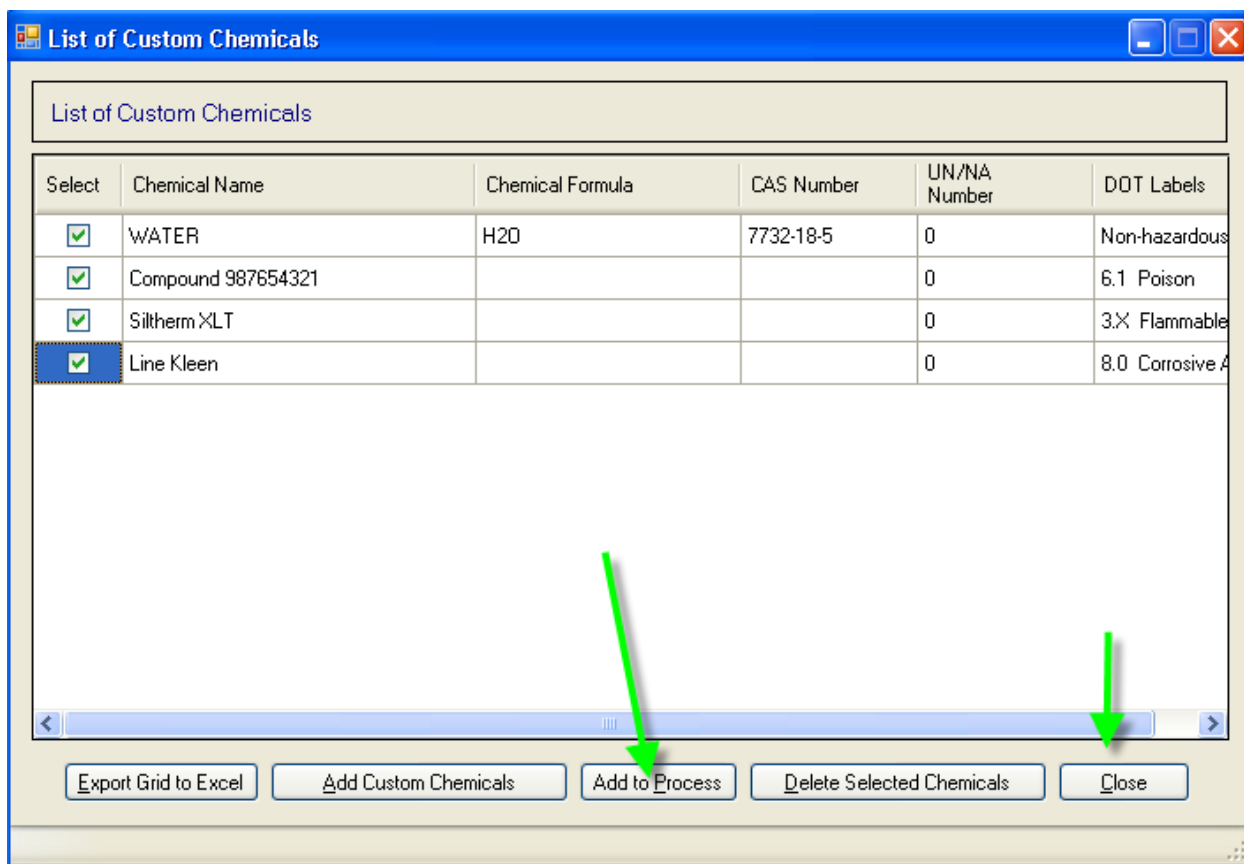 List of Custom Chemicals
List of Custom Chemicals
Select Chemical Name Chemical Formula CAS Number UN/NA Number DOT Labels
WATER H2O 7732-18-5 0 Non-hazardous
Compound 987654321 0 6.1 Poison
Siltherm XLT 0 3.X Flammable
Line Kleen 0 8.0 Corrosive A
Export Grid to Excel Add Custom Chemicals Add to Process Delete Selected Chemicals Close